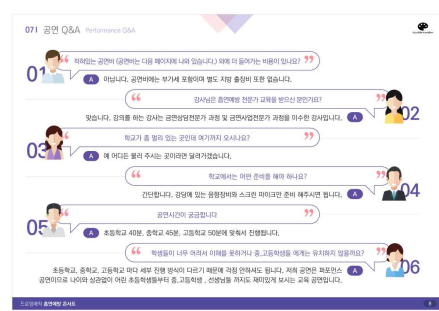 07 I 공연 Q&A Performance Q&A
01
책정되있는 공연비 (공연비는 다음 페이지에 나와 있습니다.) 외에 더 들어가는 비용이 있나요?
A 아닙니다. 공연비에는 부가세 포함이며 별도 지방 출장비 또한 없습니다.
강사님은 흡연예방 전문가 교육을 받으신 분인가요?
맞습니다. 강의를 하는 강사는 금연상담전문가 과정 및 금연사업전문가 과정을 이수한 강사입니다. A
02
03
학교가 좀 멀리 있는 곳인데 여기까지 오시나요?
A 예 어디든 불러 주시는 곳이라면 달려가겠습니다.
학교에서는 어떤 준비를 해야 하나요?
간단합니다. 강당에 있는 음향장비와 스크린 마이크만 준비 해주시면 됩니다. A
04
05
공연시간이 궁금합니다
A 초등학교 40분, 중학교 45분, 고등학교 50분에 맞춰서 진행됩니다.
학생들이 너무 어려서 이해를 못하거나 중,고등학생들 에게는 유치하지 않을까요?
초등학교, 중학교, 고등학교 마다 세부 진행 방식이 다르기 때문에 걱정 안하셔도 됩니다. 저희 공연은 퍼포먼스 A
공연이므로 나이와 상관없이 어린 초등학생들부터 중,고등학생 , 선생님들 까지도 재미있게 보시는 교육 공연입니다.
06
드로잉매직 흡연예방 콘서트
8